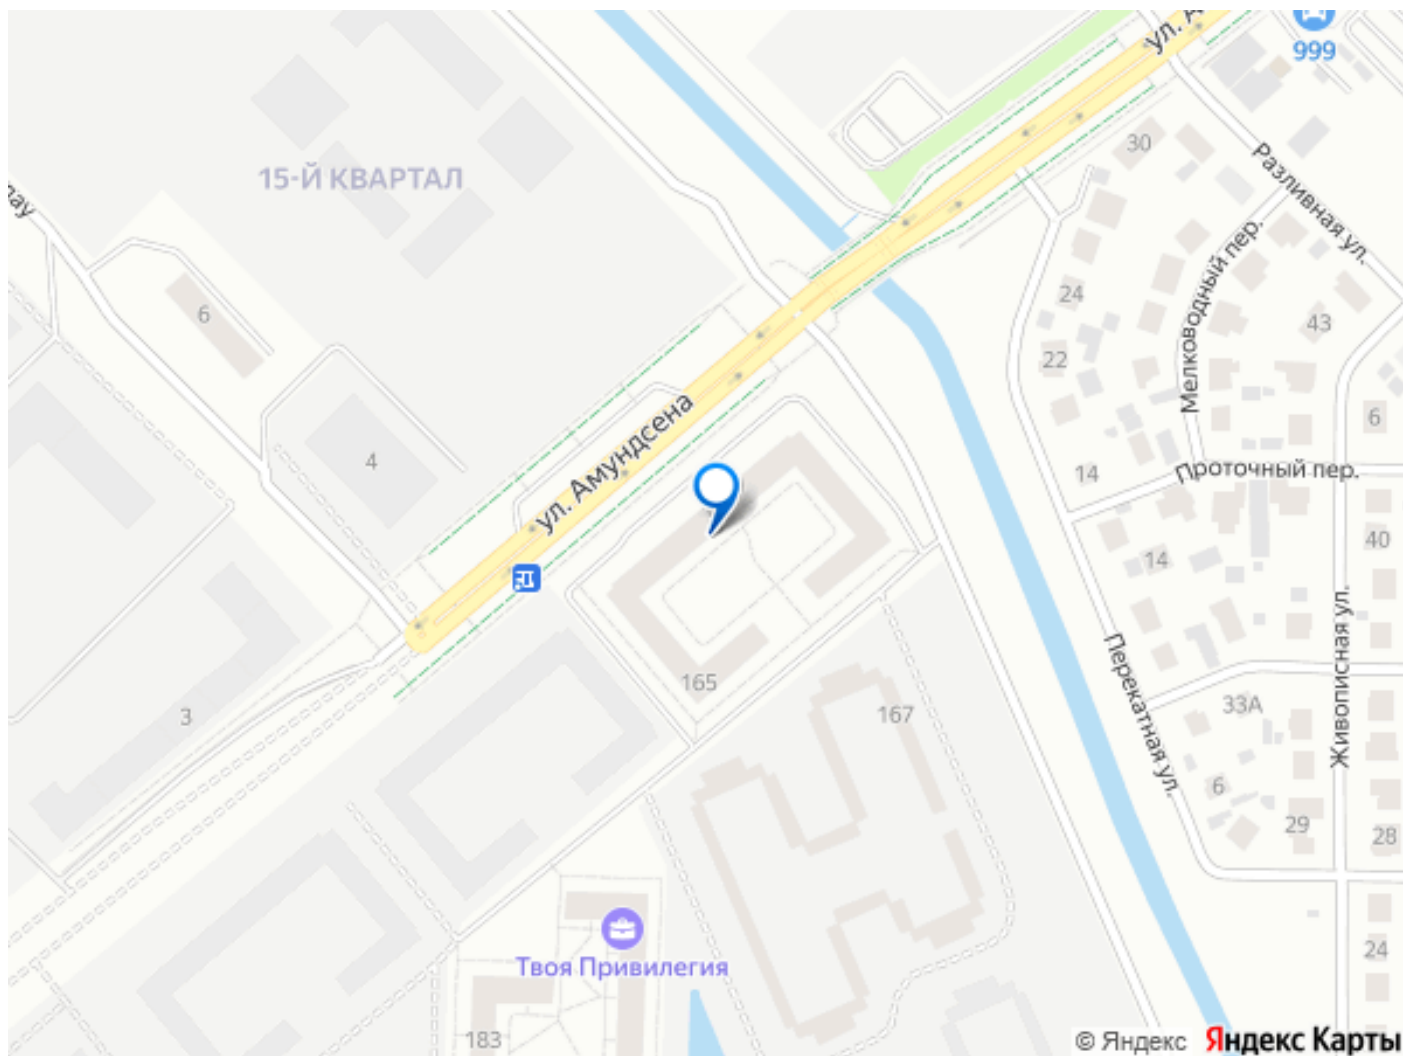 ул. А
999
15-Й КВАРТАЛ
30
Разливная ул.
вау
6
24
Мелководный пер.
43
22
ул. Амундсена
6
4
14
Проточный пер.
40
14
165
167
Перекатная ул.
Живописная ул.
33А
3
6
29
28
Твоя Привилегия
24
183
© Яндекс Яндекс Карты